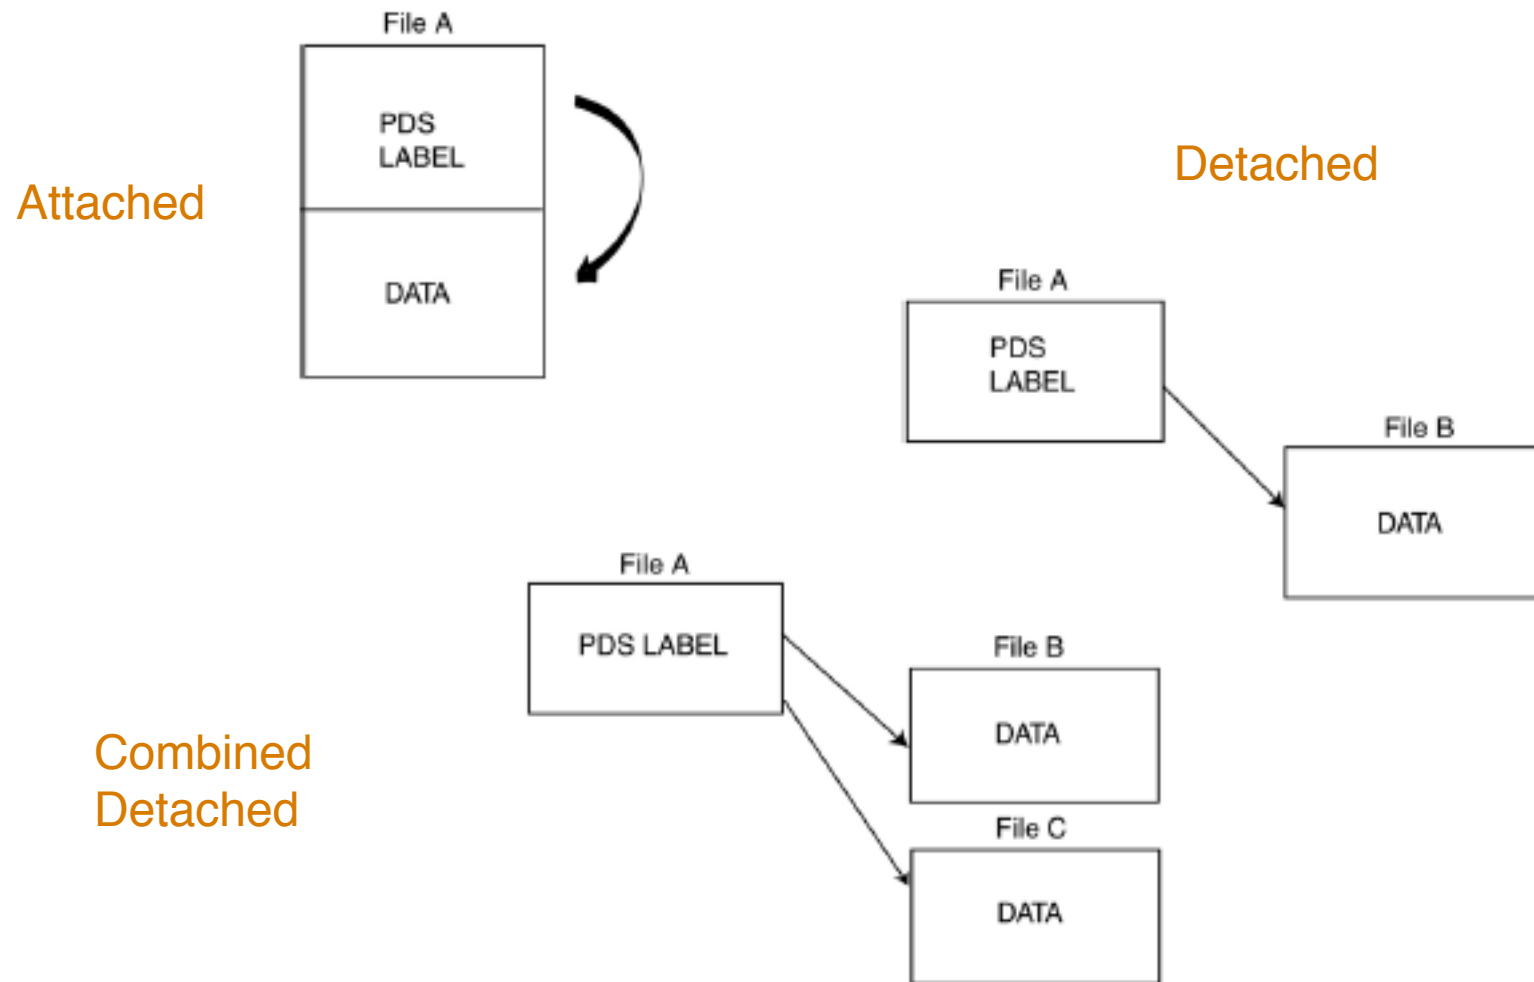 File A
PDS
LABEL
DATA
Attached
Detached
File A
PDS
LABEL
File B
DATA
File A
PDS LABEL
File B
DATA
File C
DATA
Combined
Detached